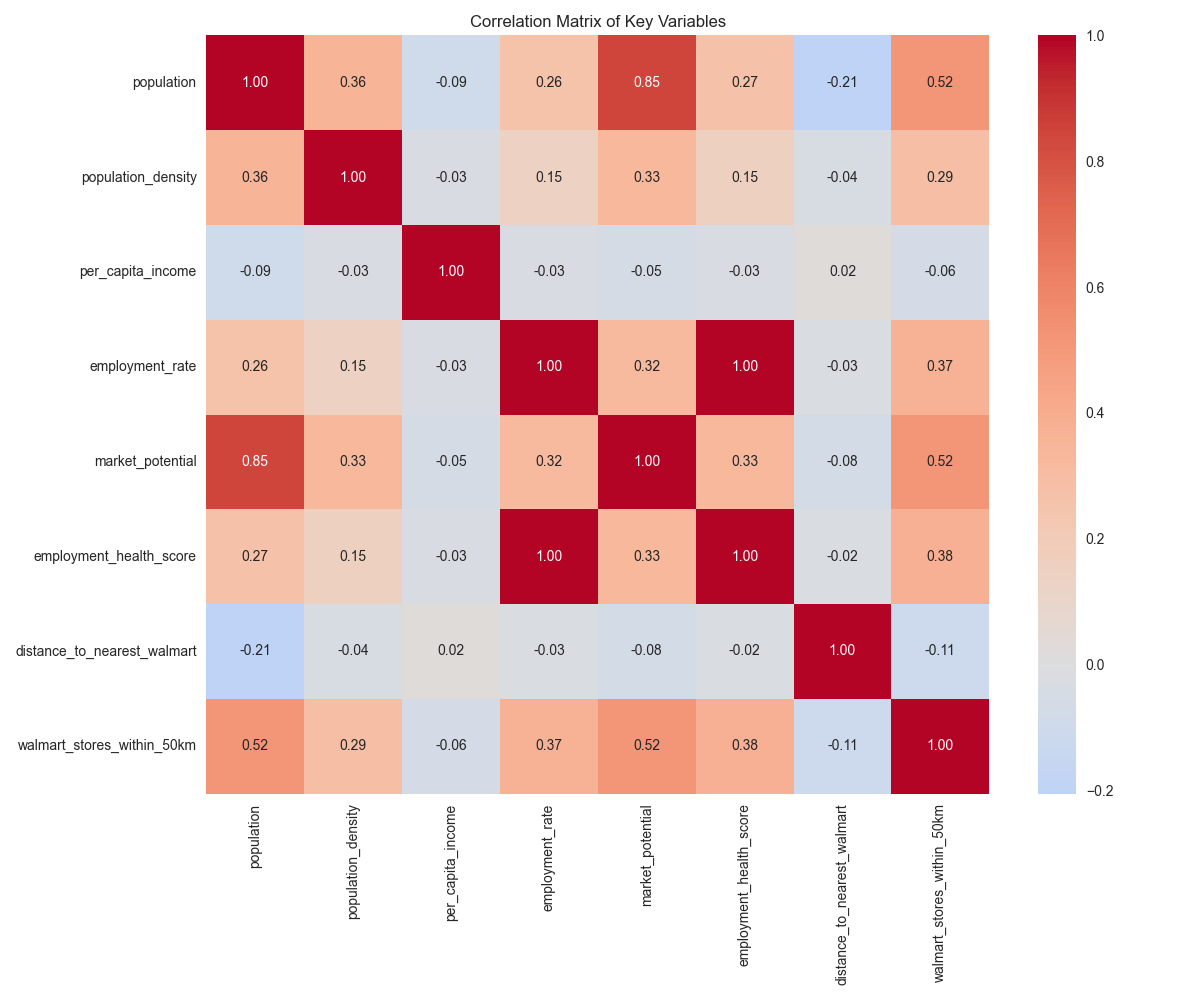 Correlation Matrix of Key Variables
population 1.00 0.36 -0.09 0.26 0.85 0.27 -0.21 0.52
population_density 0.36 1.00 -0.03 0.15 0.33 0.15 -0.04 0.29
per_capita_income -0.09 -0.03 1.00 -0.03 -0.05 -0.03 0.02 -0.06
employment_rate 0.26 0.15 -0.03 1.00 0.32 1.00 -0.03 0.37
market_potential 0.85 0.33 -0.05 0.32 1.00 0.33 -0.08 0.52
employment_health_score 0.27 0.15 -0.03 1.00 0.33 1.00 -0.02 0.38
distance_to_nearest_walmart -0.21 -0.04 0.02 -0.03 -0.08 -0.02 1.00 -0.11
walmart_stores_within_50km 0.52 0.29 -0.06 0.37 0.52 0.38 -0.11 1.00
population
population_density
per_capita_income
employment_rate
market_potential
employment_health_score
distance_to_nearest_walmart
walmart_stores_within_50km
1.0
0.8
0.6
0.4
0.2
0.0
−0.2